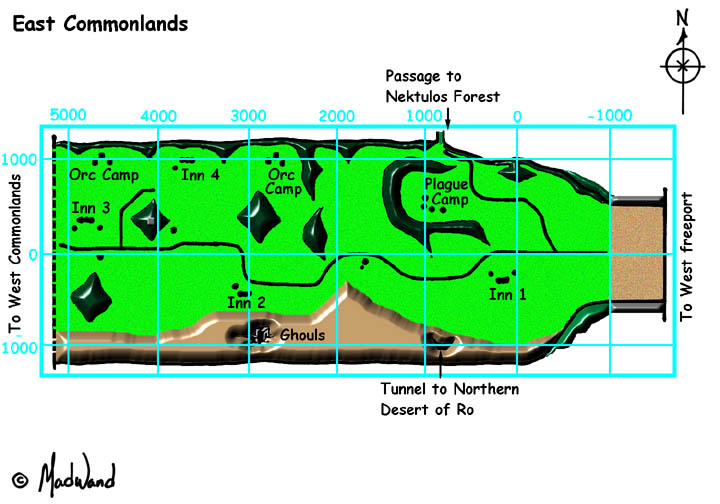 East Commonlands
N
Passage to
Nektulos Forest
5000 4000 3000 2000 1000 0 -1000
1000
Orc Camp
Inn 4
Orc
Camp
Plague
Camp
Inn 3
0
Inn 2
Inn 1
Ghouls
1000
To West Commonlands
To West freeport
Tunnel to Northern
Desert of Ro
© MadWand